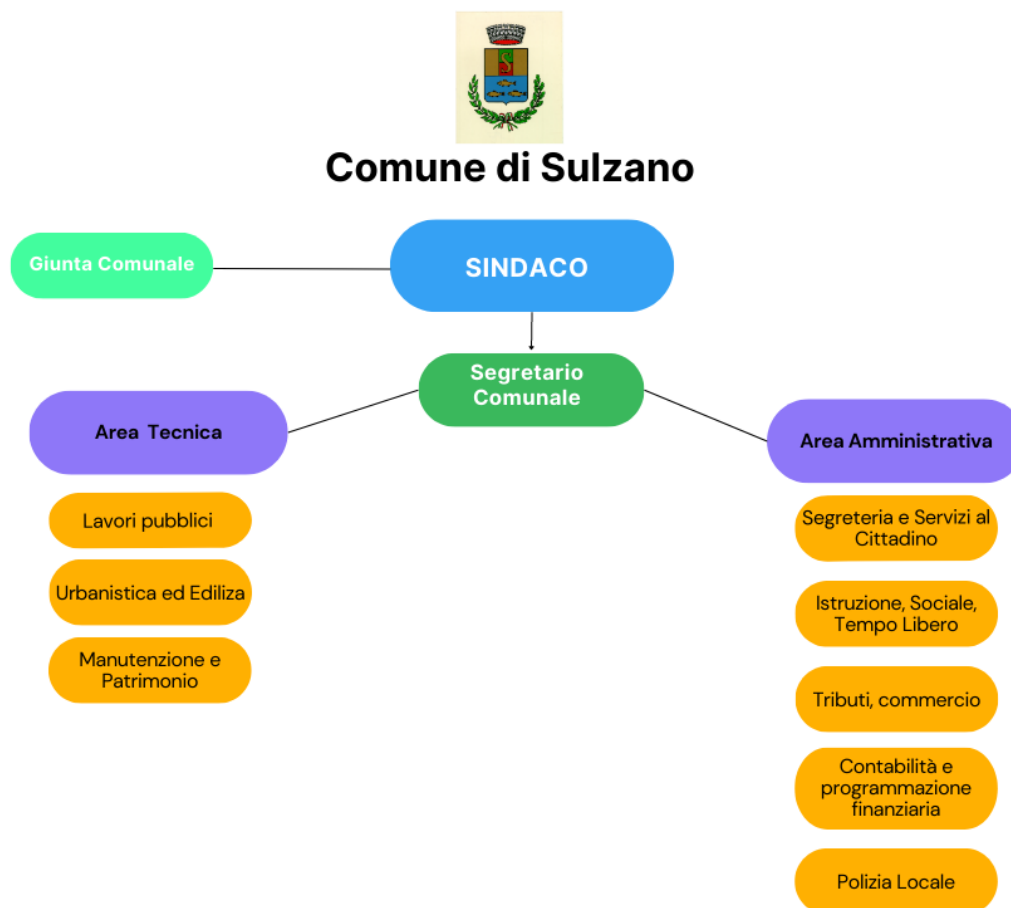 Comune di Sulzano
Giunta Comunale
SINDACO
Segretario
Comunale
Area Tecnica
Area Amministrativa
Lavori pubblici
Urbanistica ed Ediliza
Manutenzione e
Patrimonio
Segreteria e Servizi al
Cittadino
Istruzione, Sociale,
Tempo Libero
Tributi, commercio
Contabilità e
programmazione
finanziaria
Polizia Locale